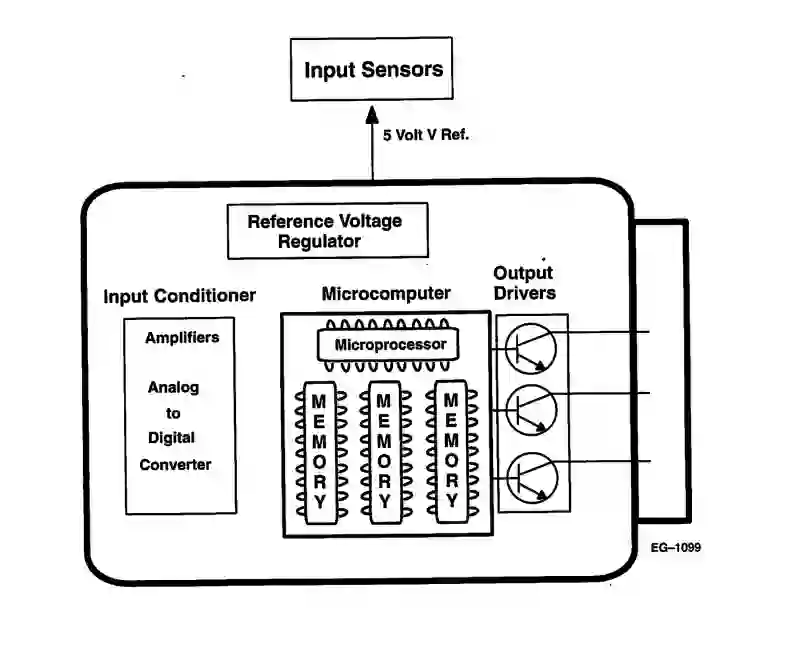 Input Sensors
5 Volt V Ref.
Reference Voltage
Regulator
Input Conditioner
Amplifiers
Analog
to
Digital
Converter
Microcomputer
Microprocessor
MEMORY
MEMORY
MEMORY
Output
Drivers
EG–1099